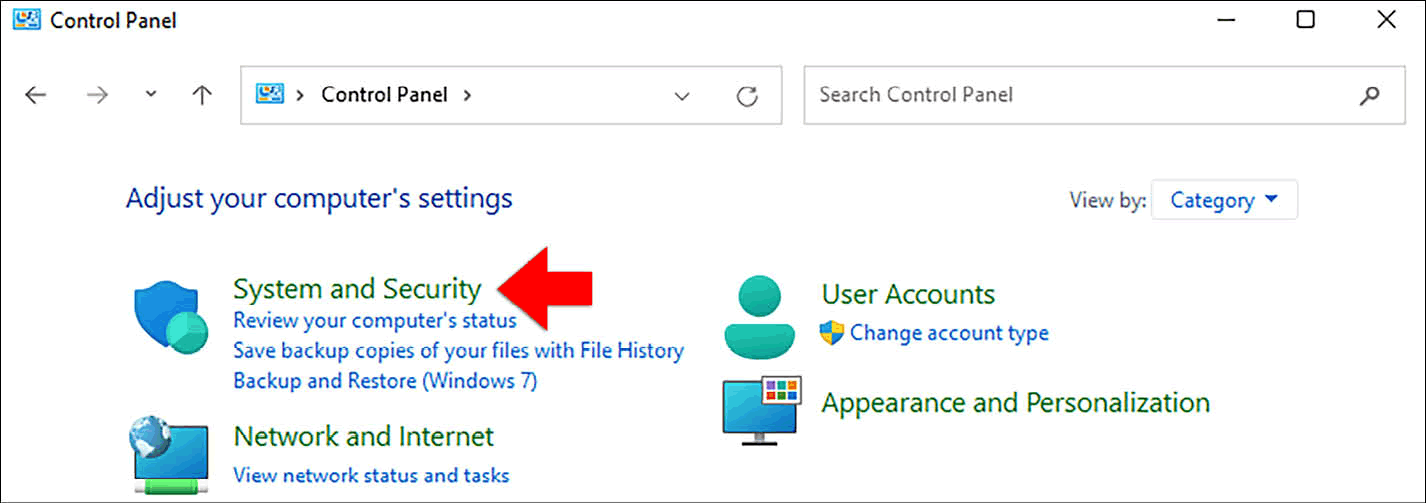 Control Panel
Control Panel
Search Control Panel
Adjust your computer's settings
View by: Category
System and Security
Review your computer's status
Save backup copies of your files with File History
Backup and Restore (Windows 7)
Network and Internet
View network status and tasks
User Accounts
Change account type
Appearance and Personalization